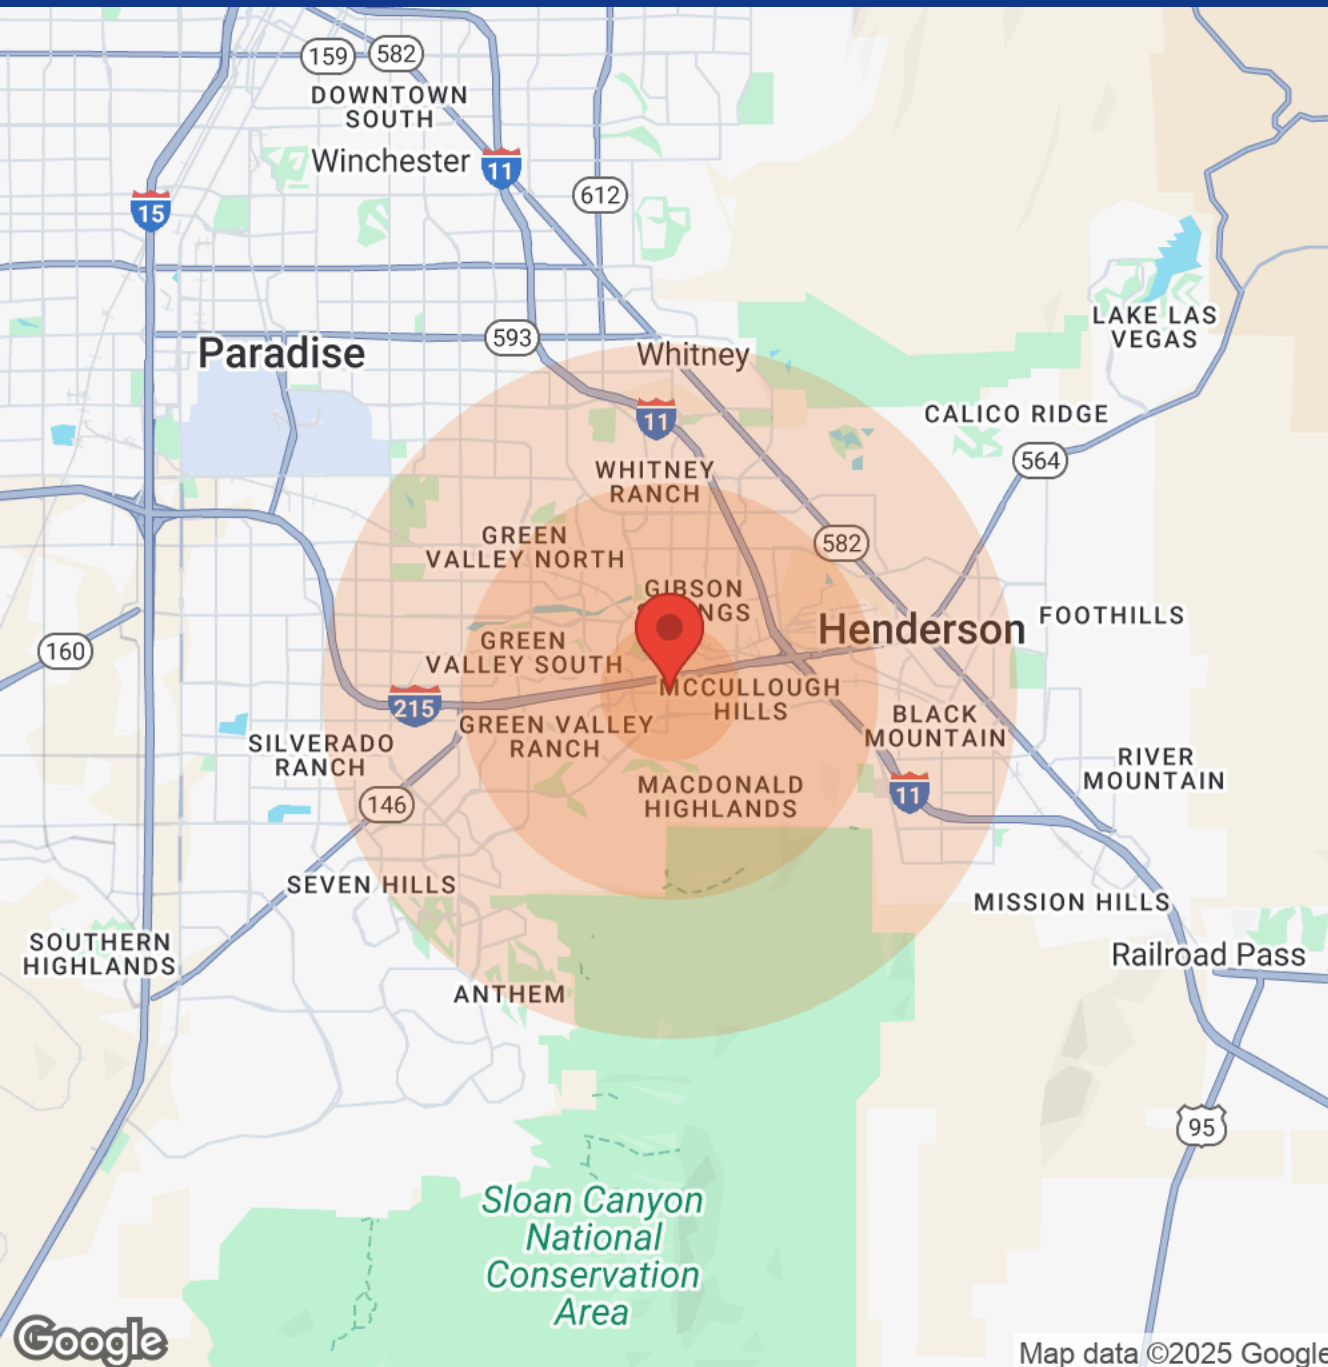 159
582
DOWNTOWN
SOUTH
Winchester
11
612
15
LAKE LAS
VEGAS
593
Whitney
Paradise
11
CALICO RIDGE
564
WHITNEY
RANCH
582
GREEN
VALLEY NORTH
GIBSON
NGS
FOOTHILLS
Henderson
160
GREEN
VALLEY SOUTH
MCCULLOUGH
HILLS
215
GREEN VALLEY
RANCH
BLACK
MOUNTAIN
SILVERADO
RANCH
RIVER
MOUNTAIN
146
MACDONALD
HIGHLANDS
11
SEVEN HILLS
MISSION HILLS
SOUTHERN
HIGHLANDS
Railroad Pass
ANTHEM
95
Sloan Canyon
National
Conservation
Area
Google
Map data ©2025 Google